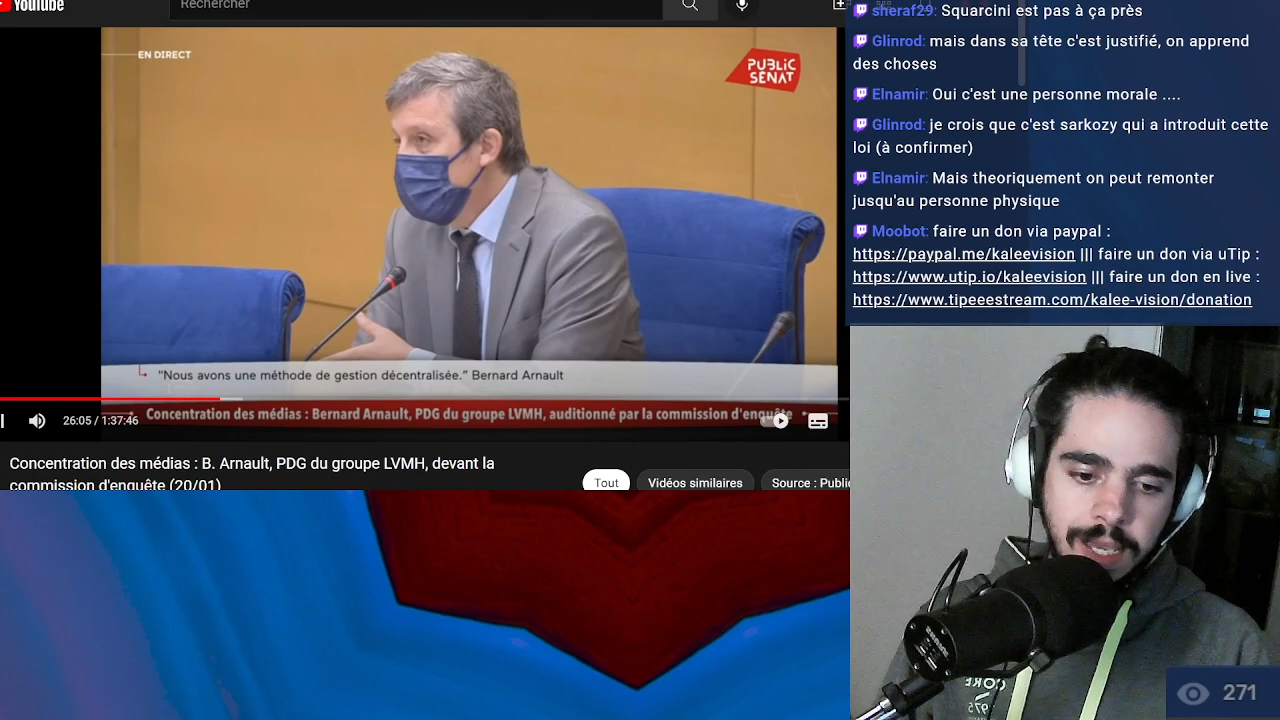 YouTube
Rechercher
EN DIRECT
PUBLIC
SÉNAT
"Nous avons une méthode de gestion décentralisée." Bernard Arnault
Concentration des médias : Bernard Arnault, PDG du groupe LVMH, auditionné par la commission d'enquête
26:05 / 1:37:46
Concentration des médias : B. Arnault, PDG du groupe LVMH, devant la
commission d'enquête (20/01)
Tout
Vidéos similaires
Source : Public
sheraf29: Squarcini est pas à ça près
Glinrod: mais dans sa tête c'est justifié, on apprend
des choses
Elnamir: Oui c'est une personne morale ....
Glinrod: je crois que c'est sarkozy qui a introduit cette
loi (à confirmer)
Elnamir: Mais theoriquement on peut remonter
jusqu'au personne physique
Moobot: faire un don via paypal :
https://paypal.me/kaleevision ||| faire un don via uTip :
https://www.utip.io/kaleevision ||| faire un don en live :
https://www.tipeeestream.com/kalee-vision/donation
CORE
975
271